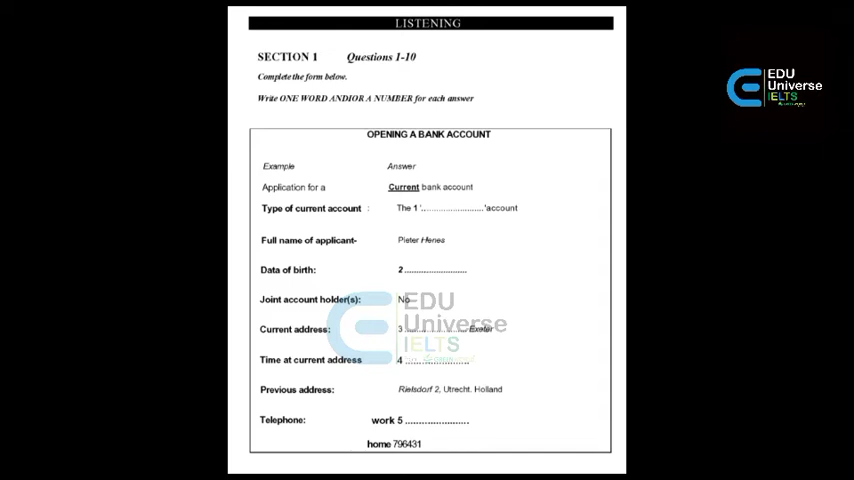 LISTENING
SECTION 1 Questions 1-10
Complete the form below.
Write ONE WORD ANDIOR A NUMBER for each answer
EDU
Universe
IELTS
OPENING A BANK ACCOUNT
Example Answer
Application for a Current bank account
Type of current account : The 1 '........................'account
Full name of applicant- Pieter Henes
Data of birth: 2 ......................
Joint account holder(s): No
EDU
Universe
IELTS
Current address: 3 ...................... Exeter
Time at current address 4 ......................
Previous address: Rielsdorf 2, Utrecht. Holland
Telephone: work 5 ......................
home 796431